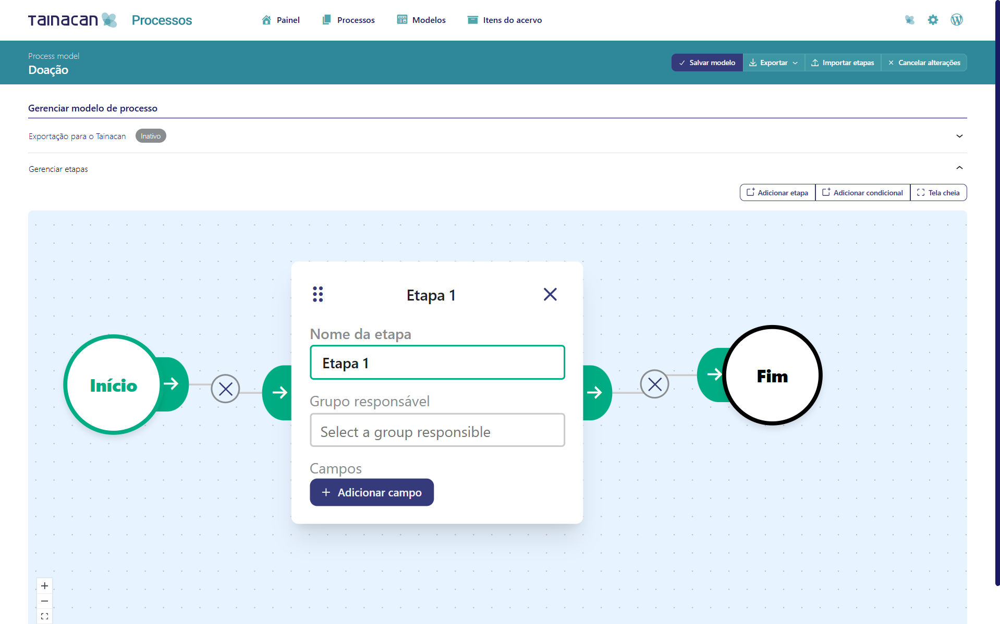 TAINACAN Processos Painel Processos Modelos Itens do acervo
Process model
Doação
Salvar modelo Exportar Importar etapas Cancelar alterações
Gerenciar modelo de processo
Exportação para o Tainacan Inativo
Gerenciar etapas
Adicionar etapa Adicionar condicional Tela cheia
Etapa 1
Nome da etapa
Etapa 1
Início
Fim
Grupo responsável
Select a group responsible
Campos
+ Adicionar campo